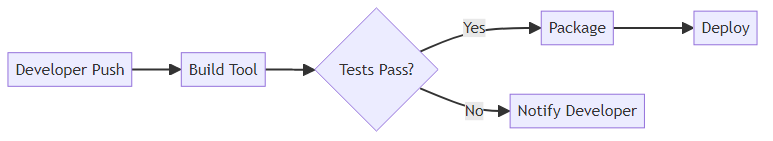 Developer Push
Build Tool
Tests Pass?
Yes
Package
Deploy
No
Notify Developer